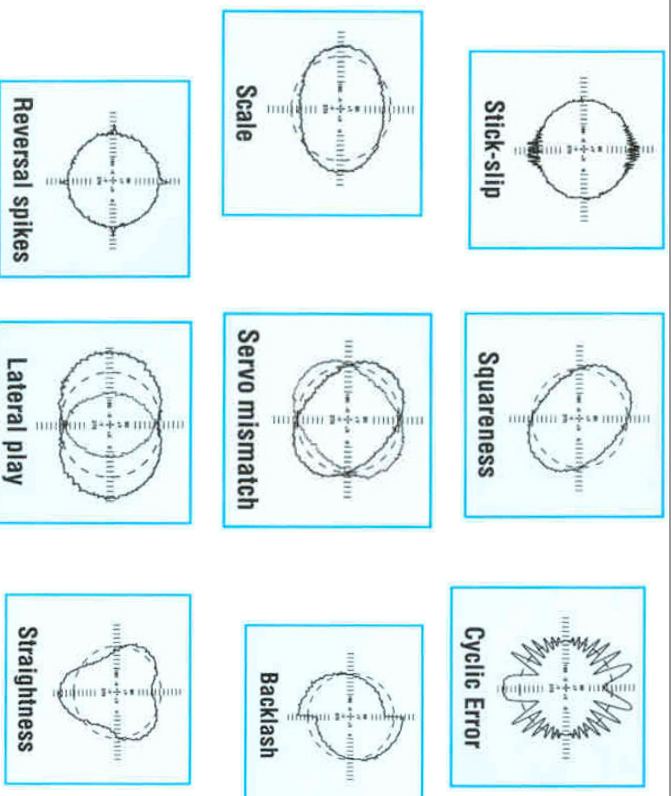 Stick-slip
Squareness
Cyclic Error
Scale
Servo mismatch
Backlash
Reversal spikes
Lateral play
Straightness